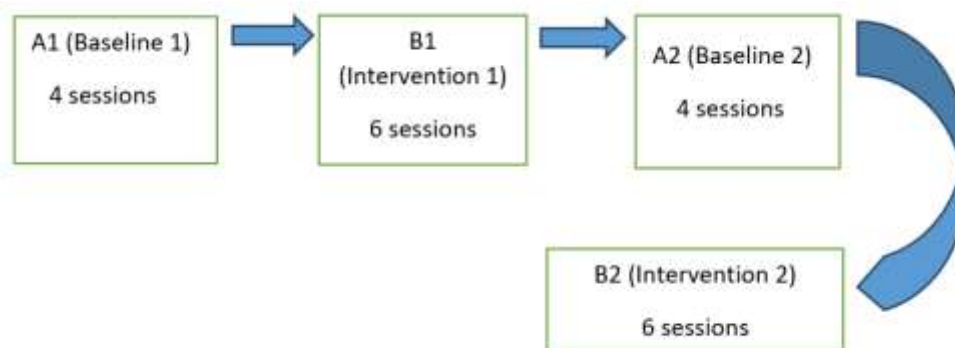 A1 (Baseline 1)
4 sessions
B1
(Intervention 1)
6 sessions
A2 (Baseline 2)
4 sessions
B2 (Intervention 2)
6 sessions